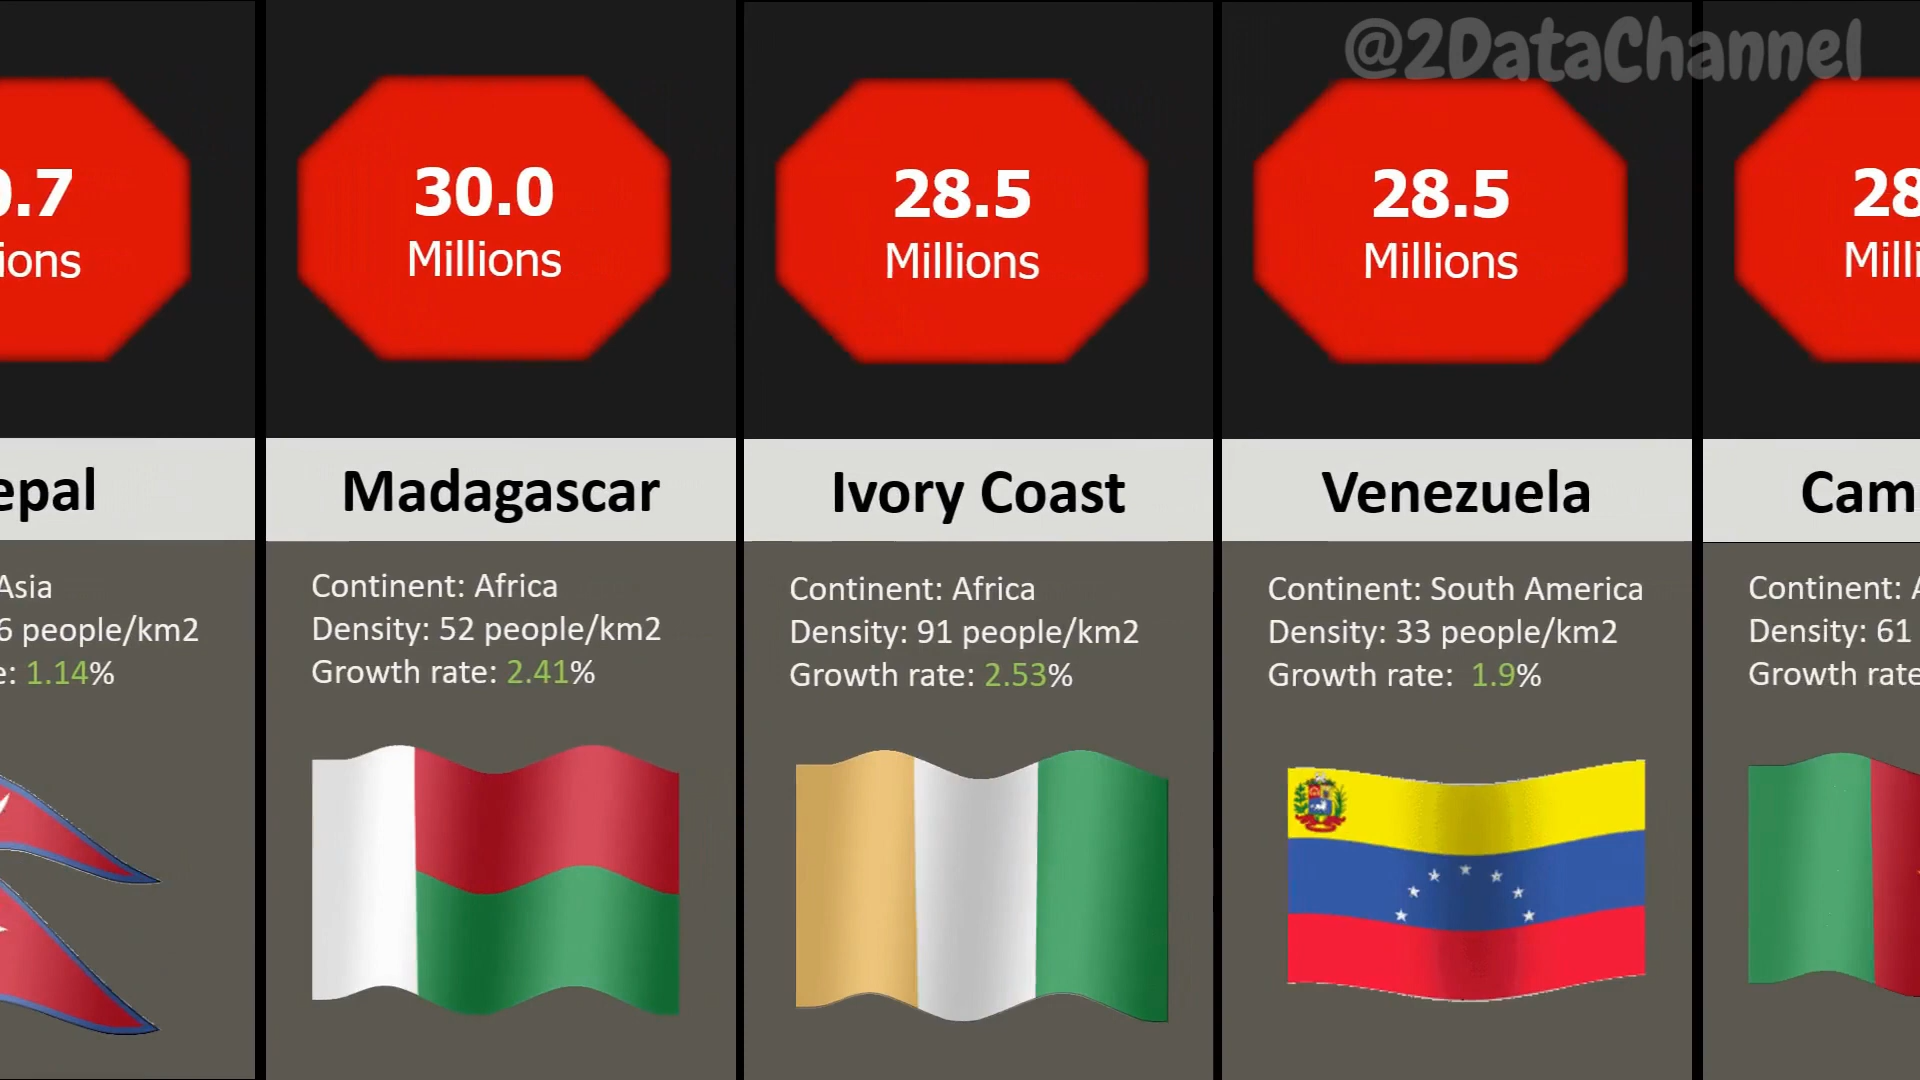 @2DataChannel
0.7
ions
epal
Asia
6 people/km2
e: 1.14%
30.0
Millions
Madagascar
Continent: Africa
Density: 52 people/km2
Growth rate: 2.41%
28.5
Millions
Ivory Coast
Continent: Africa
Density: 91 people/km2
Growth rate: 2.53%
28.5
Millions
Venezuela
Continent: South America
Density: 33 people/km2
Growth rate: 1.9%
28
Milli
Cam
Continent: A
Density: 61
Growth rate